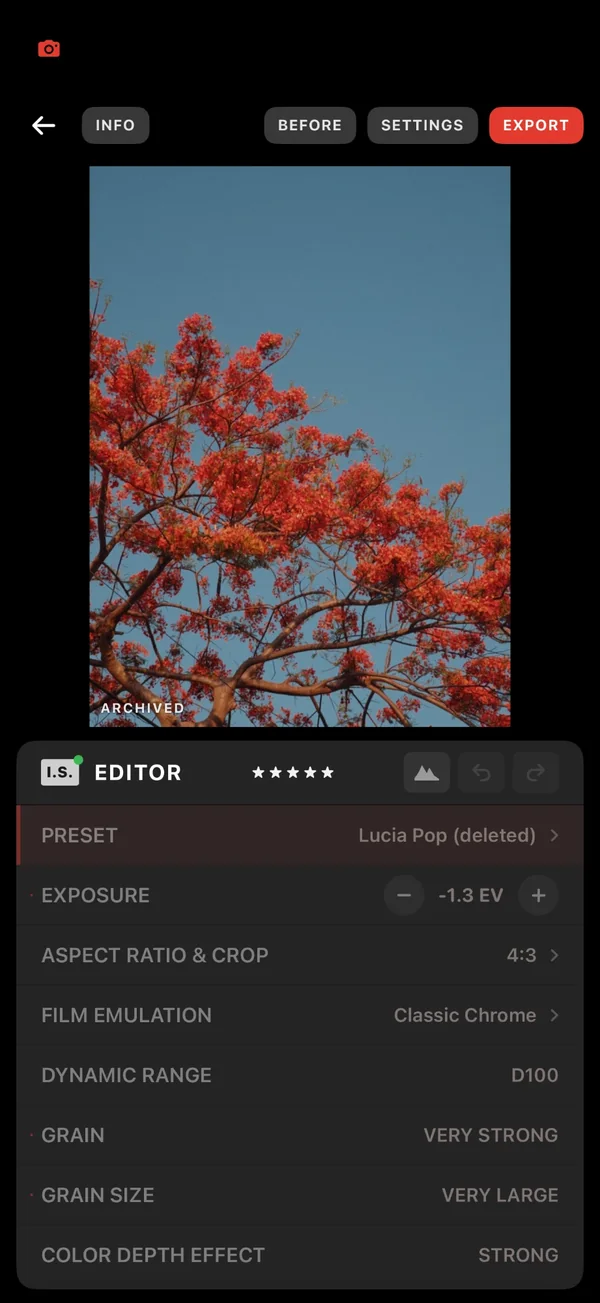 INFO
BEFORE
SETTINGS
EXPORT
ARCHIVED
I.S. EDITOR
PRESET Lucia Pop (deleted)
EXPOSURE -1.3 EV
ASPECT RATIO & CROP 4:3
FILM EMULATION Classic Chrome
DYNAMIC RANGE D100
GRAIN VERY STRONG
GRAIN SIZE VERY LARGE
COLOR DEPTH EFFECT STRONG